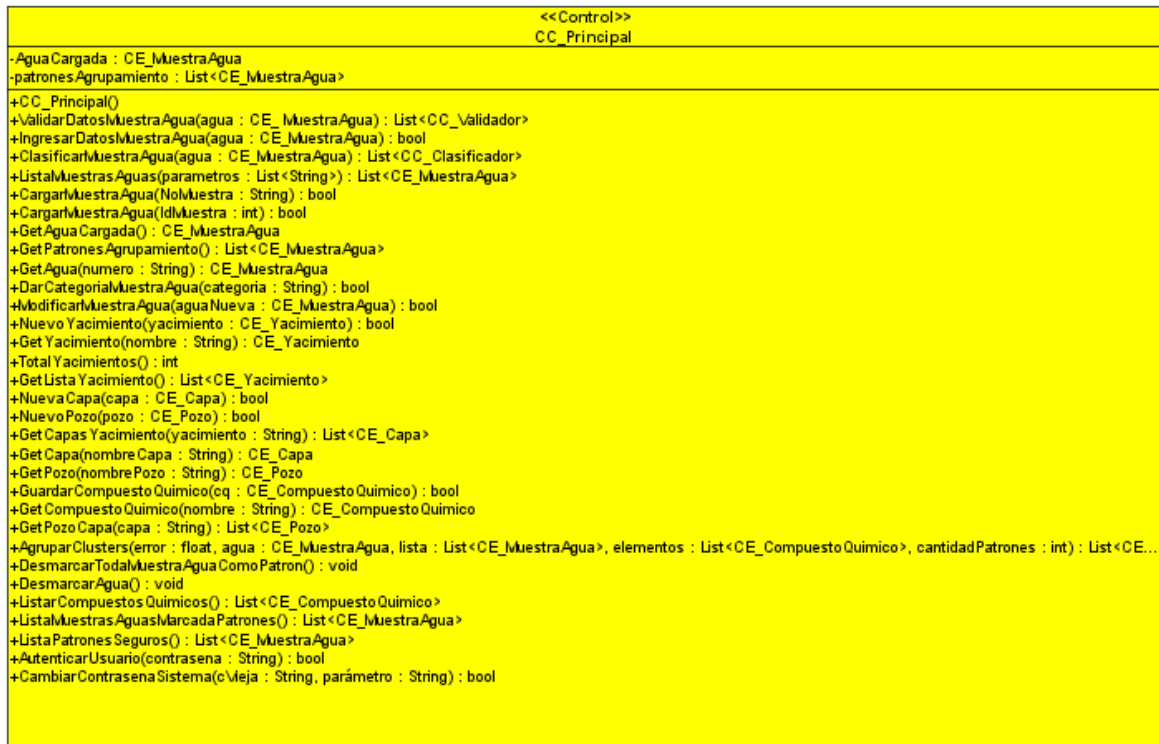 <<Control>>
CC_Principal
-AguaCargada : CE_MuestraAgua
-patronesAgrupamiento : List<CE_MuestraAgua>
+CC_Principal()
+ValidarDatosMuestraAgua(agua : CE_ MuestraAgua) : List<CC_Validador>
+IngresarDatosMuestraAgua(agua : CE_MuestraAgua) : bool
+ClasificarMuestraAgua(agua : CE_MuestraAgua) : List<CC_Clasificador>
+ListaMuestrasAguas(parametros : List<String>) : List<CE_MuestraAgua>
+CargarMuestraAgua(NoMuestra : String) : bool
+CargarMuestraAgua(IdMuestra : int) : bool
+GetAguaCargada() : CE_MuestraAgua
+GetPatronesAgrupamiento() : List<CE_MuestraAgua>
+GetAgua(numero : String) : CE_MuestraAgua
+DarCategoriaMuestraAgua(categoria : String) : bool
+ModificarMuestraAgua(aguaNueva : CE_MuestraAgua) : bool
+NuevoYacimiento(yacimiento : CE_Yacimiento) : bool
+GetYacimiento(nombre : String) : CE_Yacimiento
+TotalYacimientos() : int
+GetListaYacimiento() : List<CE_Yacimiento>
+NuevaCapa(capa : CE_Capa) : bool
+NuevoPozo(pozo : CE_Pozo) : bool
+GetCapasYacimiento(yacimiento : String) : List<CE_Capa>
+GetCapa(nombreCapa : String) : CE_Capa
+GetPozo(nombrePozo : String) : CE_Pozo
+GuardarCompuestoQuimico(cq : CE_CompuestoQuimico) : bool
+GetCompuestoQuimico(nombre : String) : CE_CompuestoQuimico
+GetPozoCapa(capa : String) : List<CE_Pozo>
+AgruparClusters(error : float, agua : CE_MuestraAgua, lista : List<CE_MuestraAgua>, elementos : List<CE_CompuestoQuimico>, cantidadPatrones : int) : List<CE...
+DesmarcarTodaMuestraAguaComoPatron() : void
+DesmarcarAgua() : void
+ListarCompuestosQuimicos() : List<CE_CompuestoQuimico>
+ListaMuestrasAguasMarcadaPatrones() : List<CE_MuestraAgua>
+ListaPatronesSeguros() : List<CE_MuestraAgua>
+AutenticarUsuario(contrasena : String) : bool
+CambiarContrasenaSistema(cVieja : String, parámetro : String) : bool